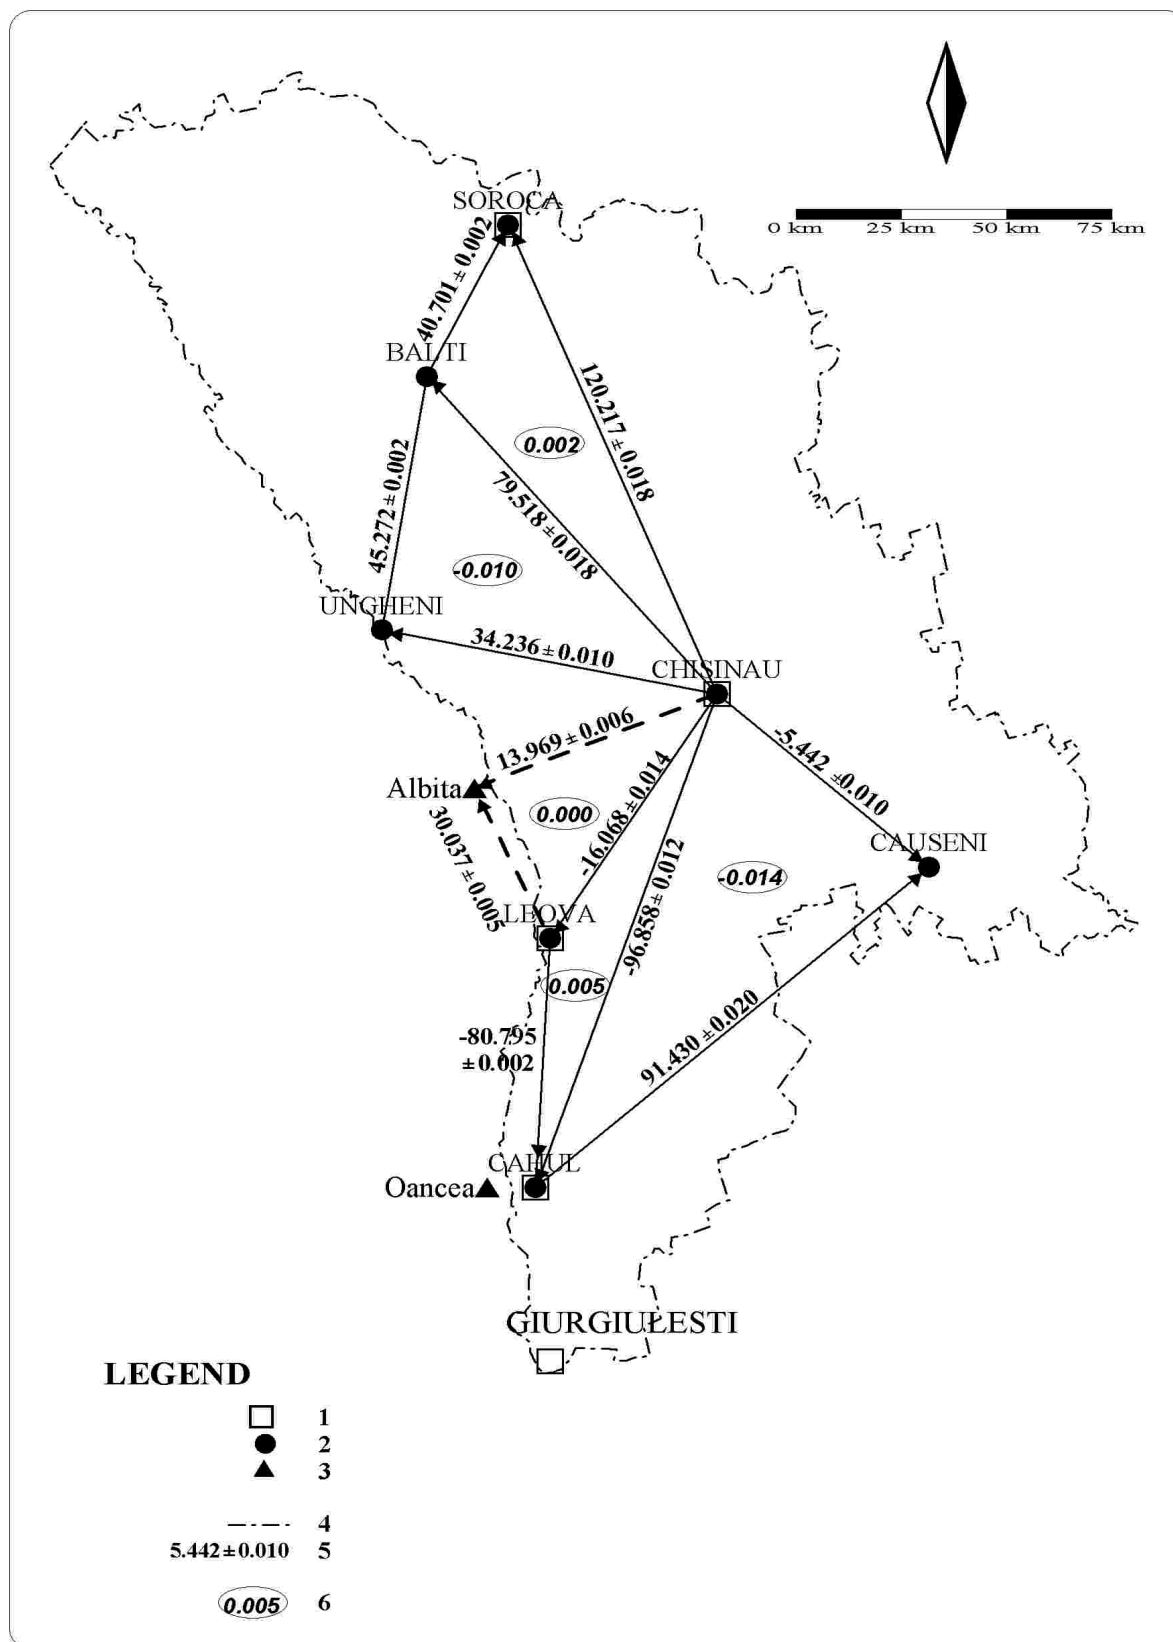 SOROCA
0 km 25 km 50 km 75 km
40.701±0.002
BALTI
120.217±0.018
0.002
79.518±0.018
45.272±0.002
-0.010
UNGHENI
34.236±0.010
CHISINAU
13.969±0.006
-5.442±0.010
Albita
0.000
-16.068±0.014
30.037±0.005
CAUSENI
-96.858±0.012
-0.014
LEOVA
0.005
-80.795
±0.002
91.430±0.020
CAHUL
Oancea
GIURGIULESTI
LEGEND
1
2
3
4
5.442±0.010 5
0.005 6